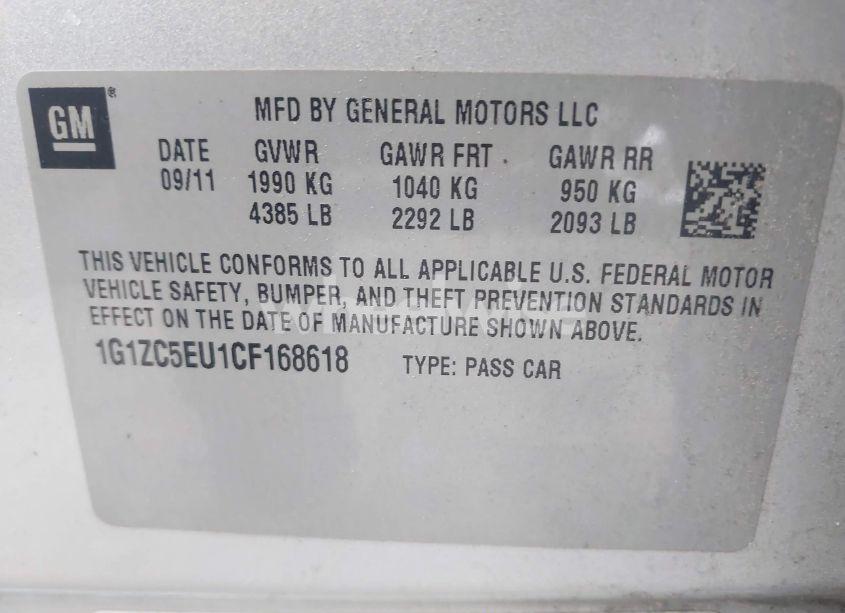 GM®
MFD BY GENERAL MOTORS LLC
DATE GVWR GAWR FRT. GAWR RR
09/11 1990 KG 1040 KG 950 KG
4385 LB 2292 LB 2093 LB
THIS VEHICLE CONFORMS TO ALL APPLICABLE U.S. FEDERAL MOTOR
VEHICLE SAFETY, BUMPER, AND THEFT PREVENTION STANDARDS IN
EFFECT ON THE DATE OF MANUFACTURE SHOWN ABOVE.
1G1ZC5EU1CF168618 TYPE: PASS CAR